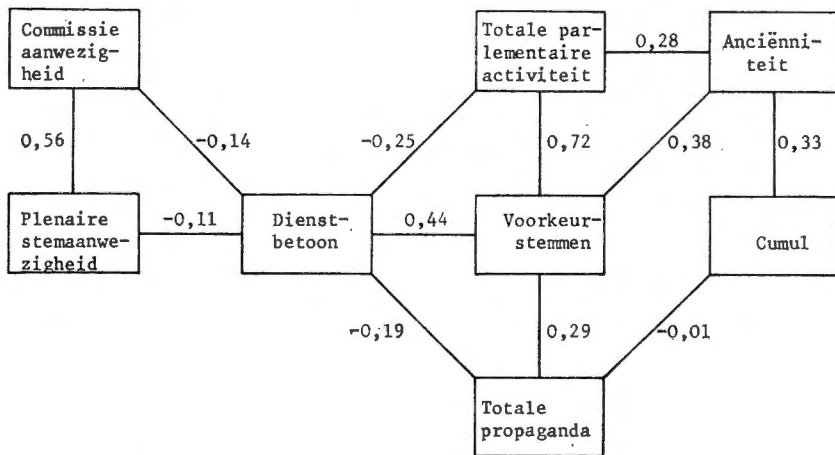 Commissie
aanwezig-
heid
Totale par-
lementaire
activiteit
0,28
Anciënni-
teit
0,56
-0,14
-0,25
0,72
0,38
0,33
Plenaire
stemaanwe-
zigheid
-0,11
Dienst-
betoon
0,44
Voorkeur-
stemmen
Cumul
-0,19
0,29
-0,01
Totale
propaganda